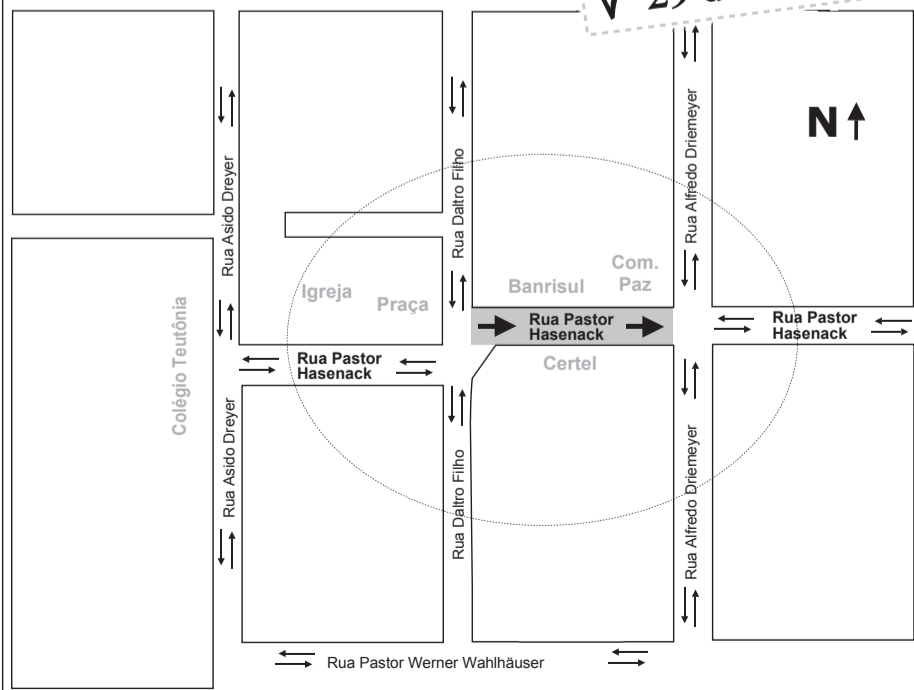 N
Rua Asido Dreyer
Rua Daltro Filho
Rua Alfredo Driemeyer
Igreja
Praça
Banrisul
Com.
Paz
Rua Pastor
Hasenack
Rua Pastor
Hasenack
Rua Pastor
Hasenack
Certel
Colégio Teutônia
Rua Asido Dreyer
Rua Daltro Filho
Rua Alfredo Driemeyer
Rua Pastor Werner Wahlhäuser